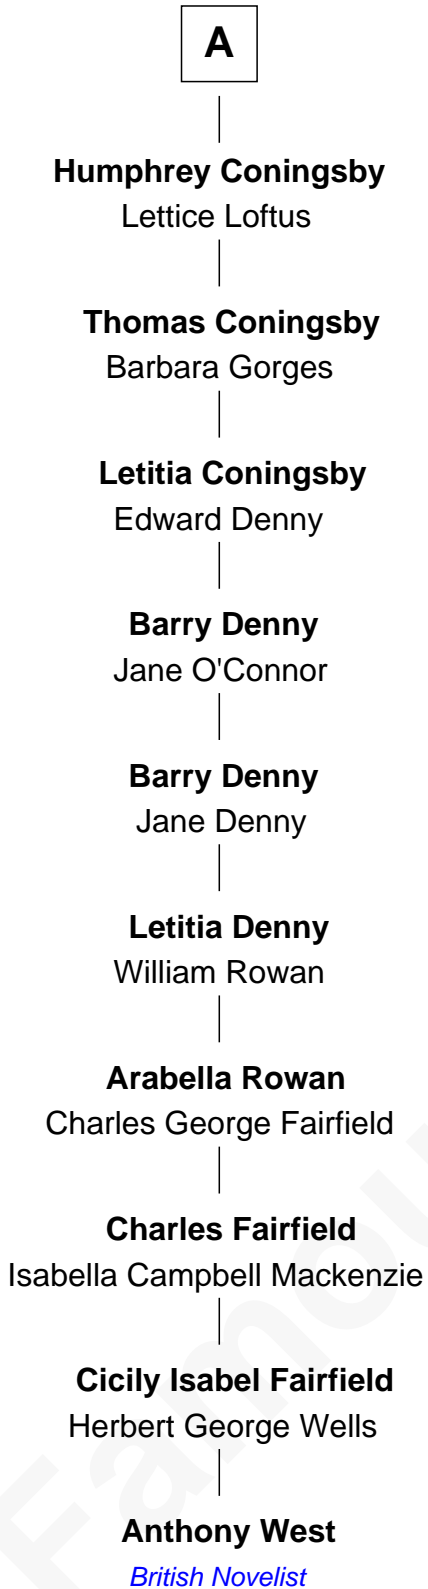 A
Humphrey Coningsby
Lettice Loftus
Thomas Coningsby
Barbara Gorges
Letitia Coningsby
Edward Denny
Barry Denny
Jane O'Connor
Barry Denny
Jane Denny
Letitia Denny
William Rowan
Arabella Rowan
Charles George Fairfield
Charles Fairfield
Isabella Campbell Mackenzie
Cicily Isabel Fairfield
Herbert George Wells
Anthony West
British Novelist